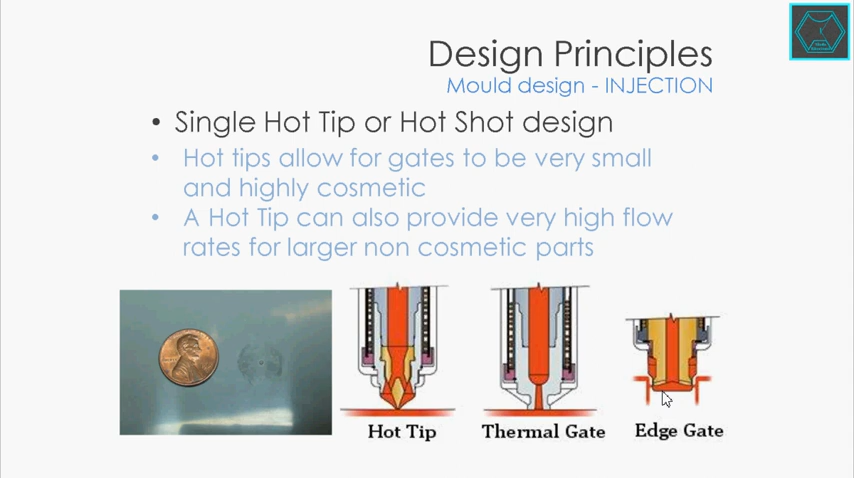 Design Principles
Mould design - INJECTION
• Single Hot Tip or Hot Shot design
• Hot tips allow for gates to be very small
and highly cosmetic
• A Hot Tip can also provide very high flow
rates for larger non cosmetic parts
Hot Tip
Thermal Gate
Edge Gate